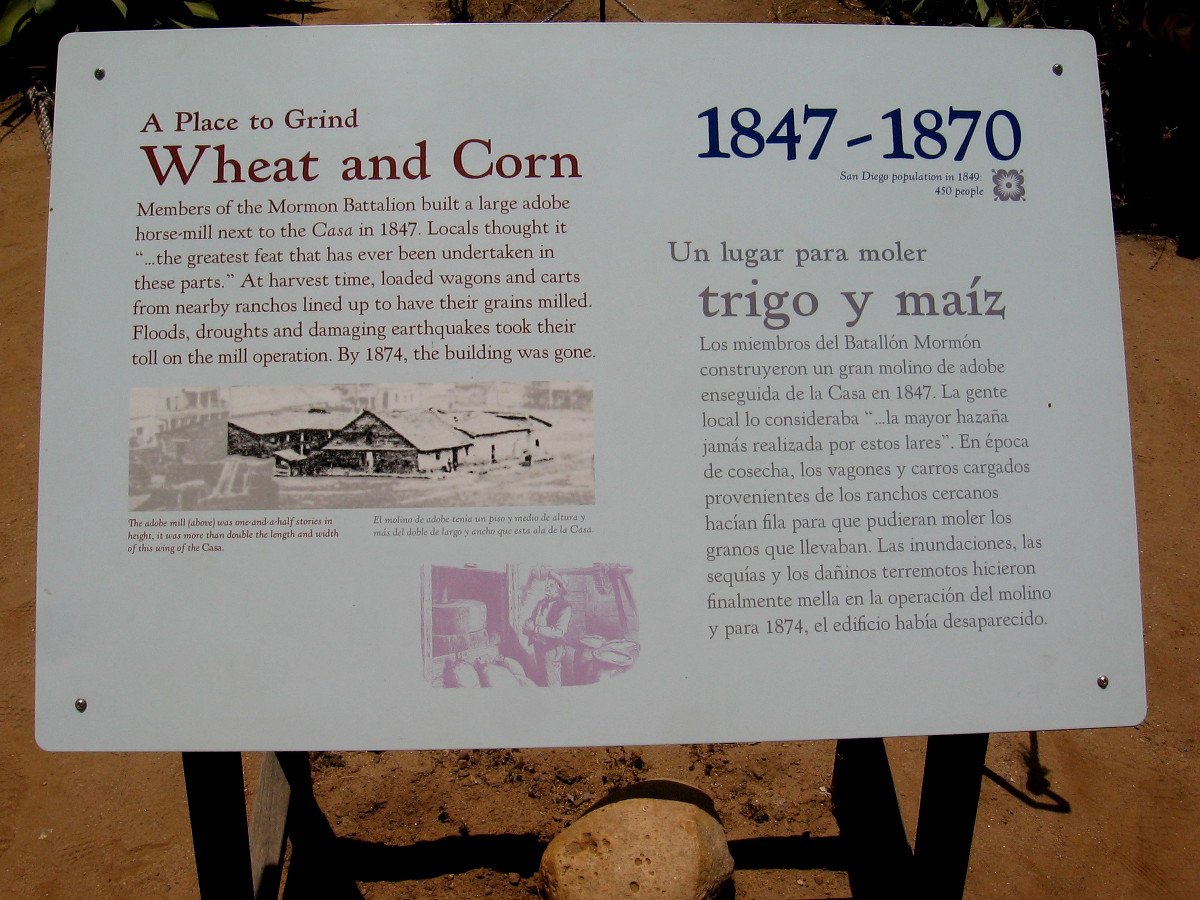 A Place to Grind
Wheat and Corn
Members of the Mormon Battalion built a large adobe
horse-mill next to the Casa in 1847. Locals thought it
“...the greatest feat that has ever been undertaken in
these parts.” At harvest time, loaded wagons and carts
from nearby ranchos lined up to have their grains milled.
Floods, droughts and damaging earthquakes took their
toll on the mill operation. By 1874, the building was gone.
The adobe mill (above) was one-and-a-half stories in
height, it was more than double the length and width
of this wing of the Casa.
El molino de adobe tenía un piso y medio de altura y
más del doble de largo y ancho que esta ala de la Casa.
1847-1870
San Diego population in 1849:
450 people
Un lugar para moler
trigo y maíz
Los miembros del Batallón Mormón
construyeron un gran molino de adobe
enseguida de la Casa en 1847. La gente
local lo consideraba “...la mayor hazaña
jamás realizada por estos lares”. En época
de cosecha, los vagones y carros cargados
provenientes de los ranchos cercanos
hacían fila para que pudieran moler los
granos que llevaban. Las inundaciones, las
sequías y los dañinos terremotos hicieron
finalmente mella en la operación del molino
y para 1874, el edificio había desaparecido.